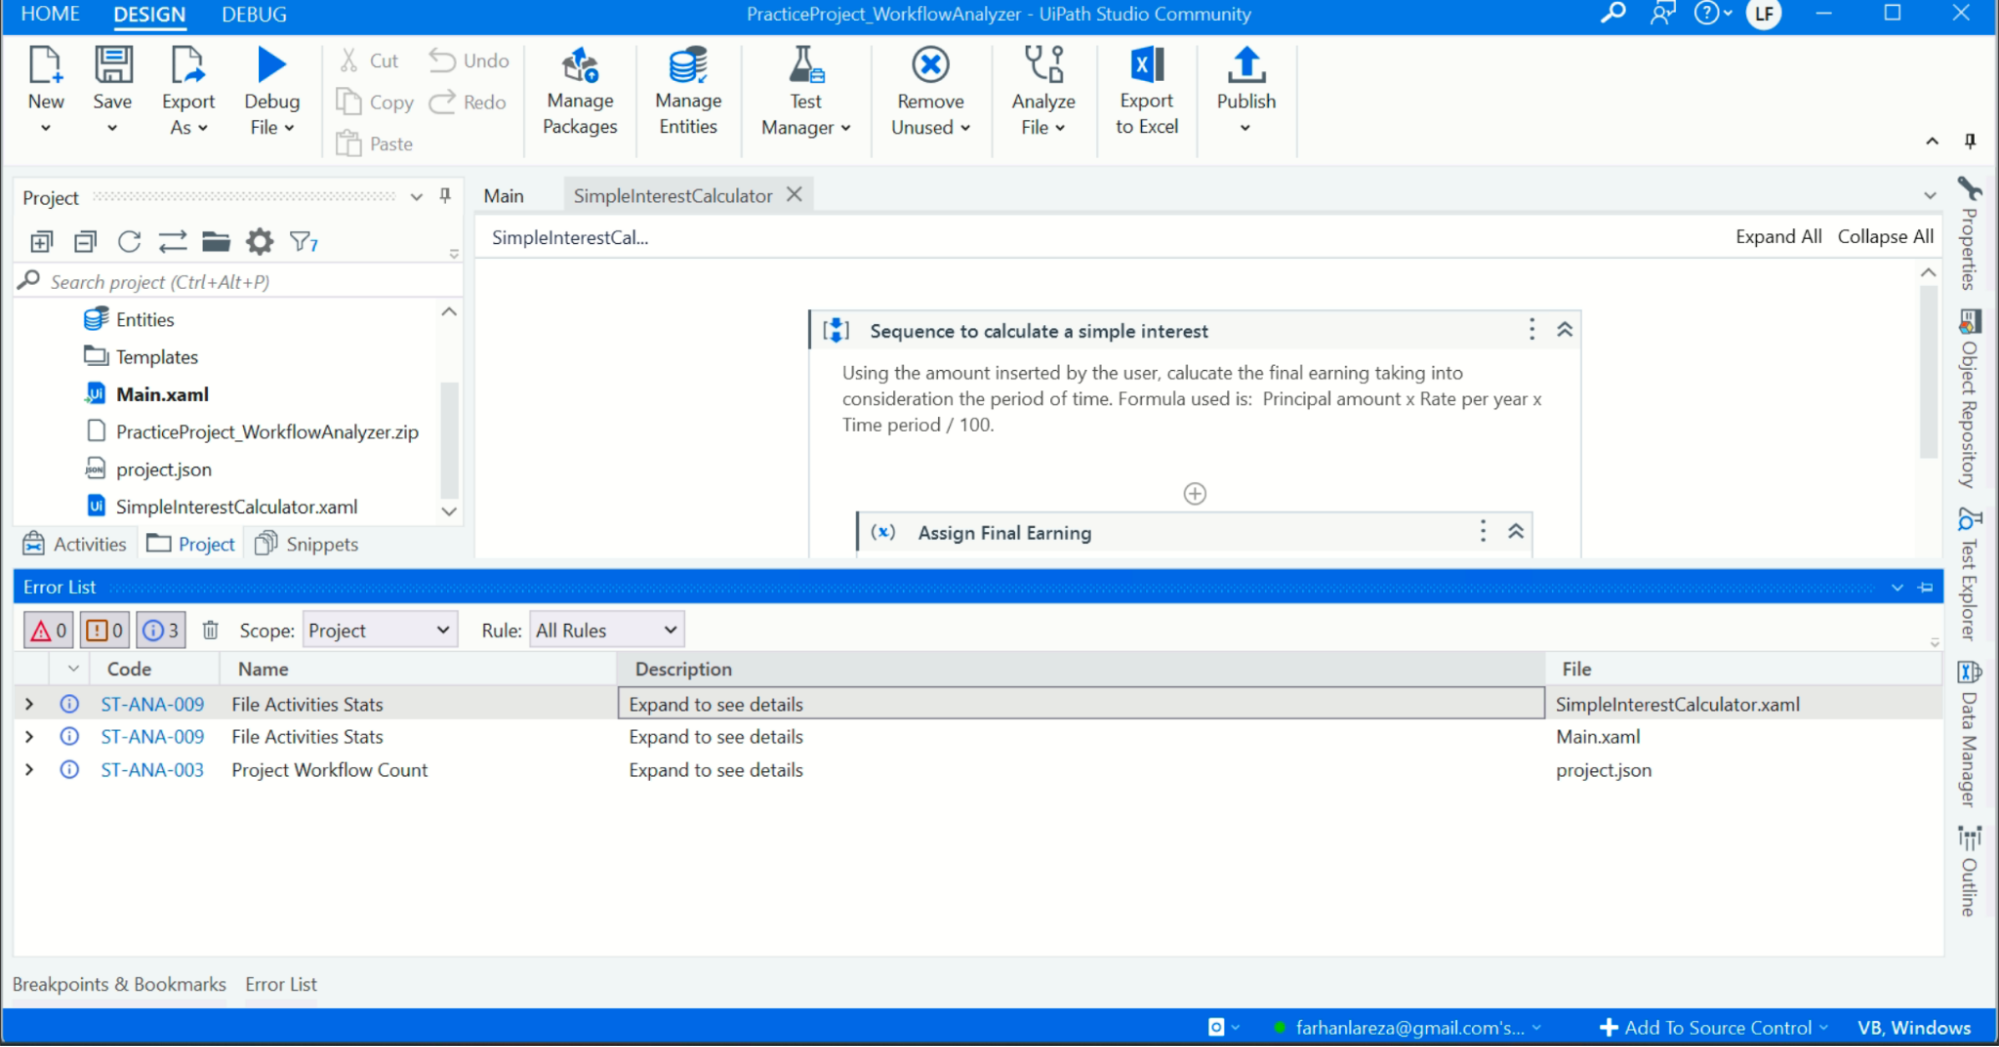 HOME DESIGN DEBUG PracticeProject_WorkflowAnalyzer - UiPath Studio Community LF
New Save Export As Debug File Cut Undo Copy Redo Paste Manage Packages Manage Entities Test Manager Remove Unused Analyze File Export to Excel Publish
Project
7
Search project (Ctrl+Alt+P)
Entities
Templates
Main.xaml
PracticeProject_WorkflowAnalyzer.zip
project.json
SimpleInterestCalculator.xaml
Activities Project Snippets
Main SimpleInterestCalculator
SimpleInterestCal... Expand All Collapse All
Sequence to calculate a simple interest
Using the amount inserted by the user, calucate the final earning taking into
consideration the period of time. Formula used is: Principal amount x Rate per year x
Time period / 100.
Assign Final Earning
Properties
Object Repository
Test Explorer
Data Manager
Outline
Error List
0 0 3 Scope: Project Rule: All Rules
Code Name Description File
ST-ANA-009 File Activities Stats Expand to see details SimpleInterestCalculator.xaml
ST-ANA-009 File Activities Stats Expand to see details Main.xaml
ST-ANA-003 Project Workflow Count Expand to see details project.json
Breakpoints & Bookmarks Error List
farhanlareza@gmail.com's... Add To Source Control VB, Windows